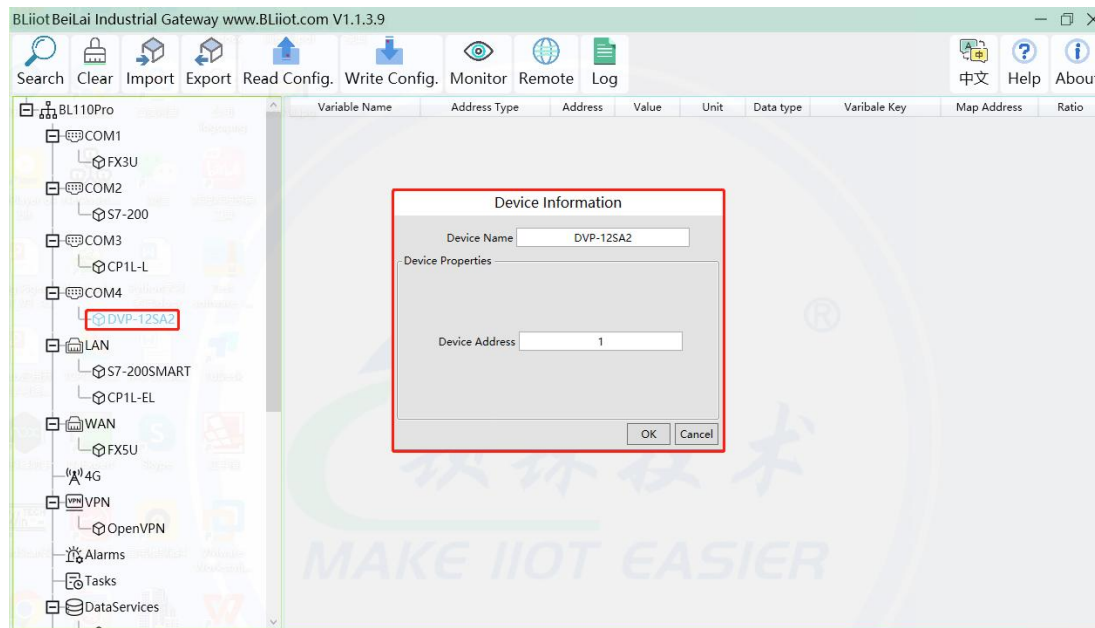 BLiiot BeiLai Industrial Gateway www.BLiiot.com V1.1.3.9
Search Clear Import Export Read Config. Write Config. Monitor Remote Log 中文 Help About
Variable Name Address Type Address Value Unit Data type Varibale Key Map Address Ratio
BL110Pro
COM1
FX3U
COM2
S7-200
COM3
CP1L-L
COM4
DVP-12SA2
LAN
S7-200SMART
CP1L-EL
WAN
FX5U
4G
VPN
OpenVPN
Alarms
Tasks
DataServices
Device Information
Device Name DVP-12SA2
Device Properties
Device Address 1
OK Cancel
®
MAKE IIOT EASIER